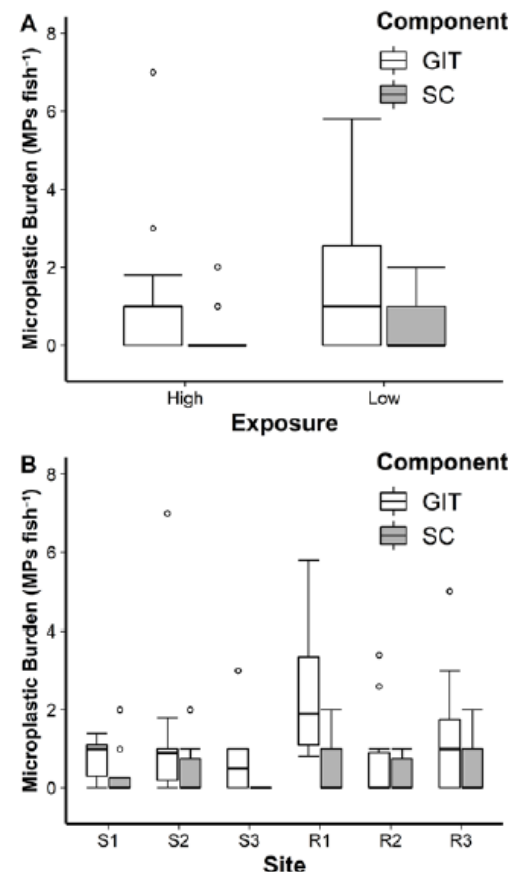 A
Component
GIT
SC
Microplastic Burden (MPs fish⁻¹)
8
6
4
2
0
High Low
Exposure
B
Component
GIT
SC
Microplastic Burden (MPs fish⁻¹)
8
6
4
2
0
S1 S2 S3 R1 R2 R3
Site